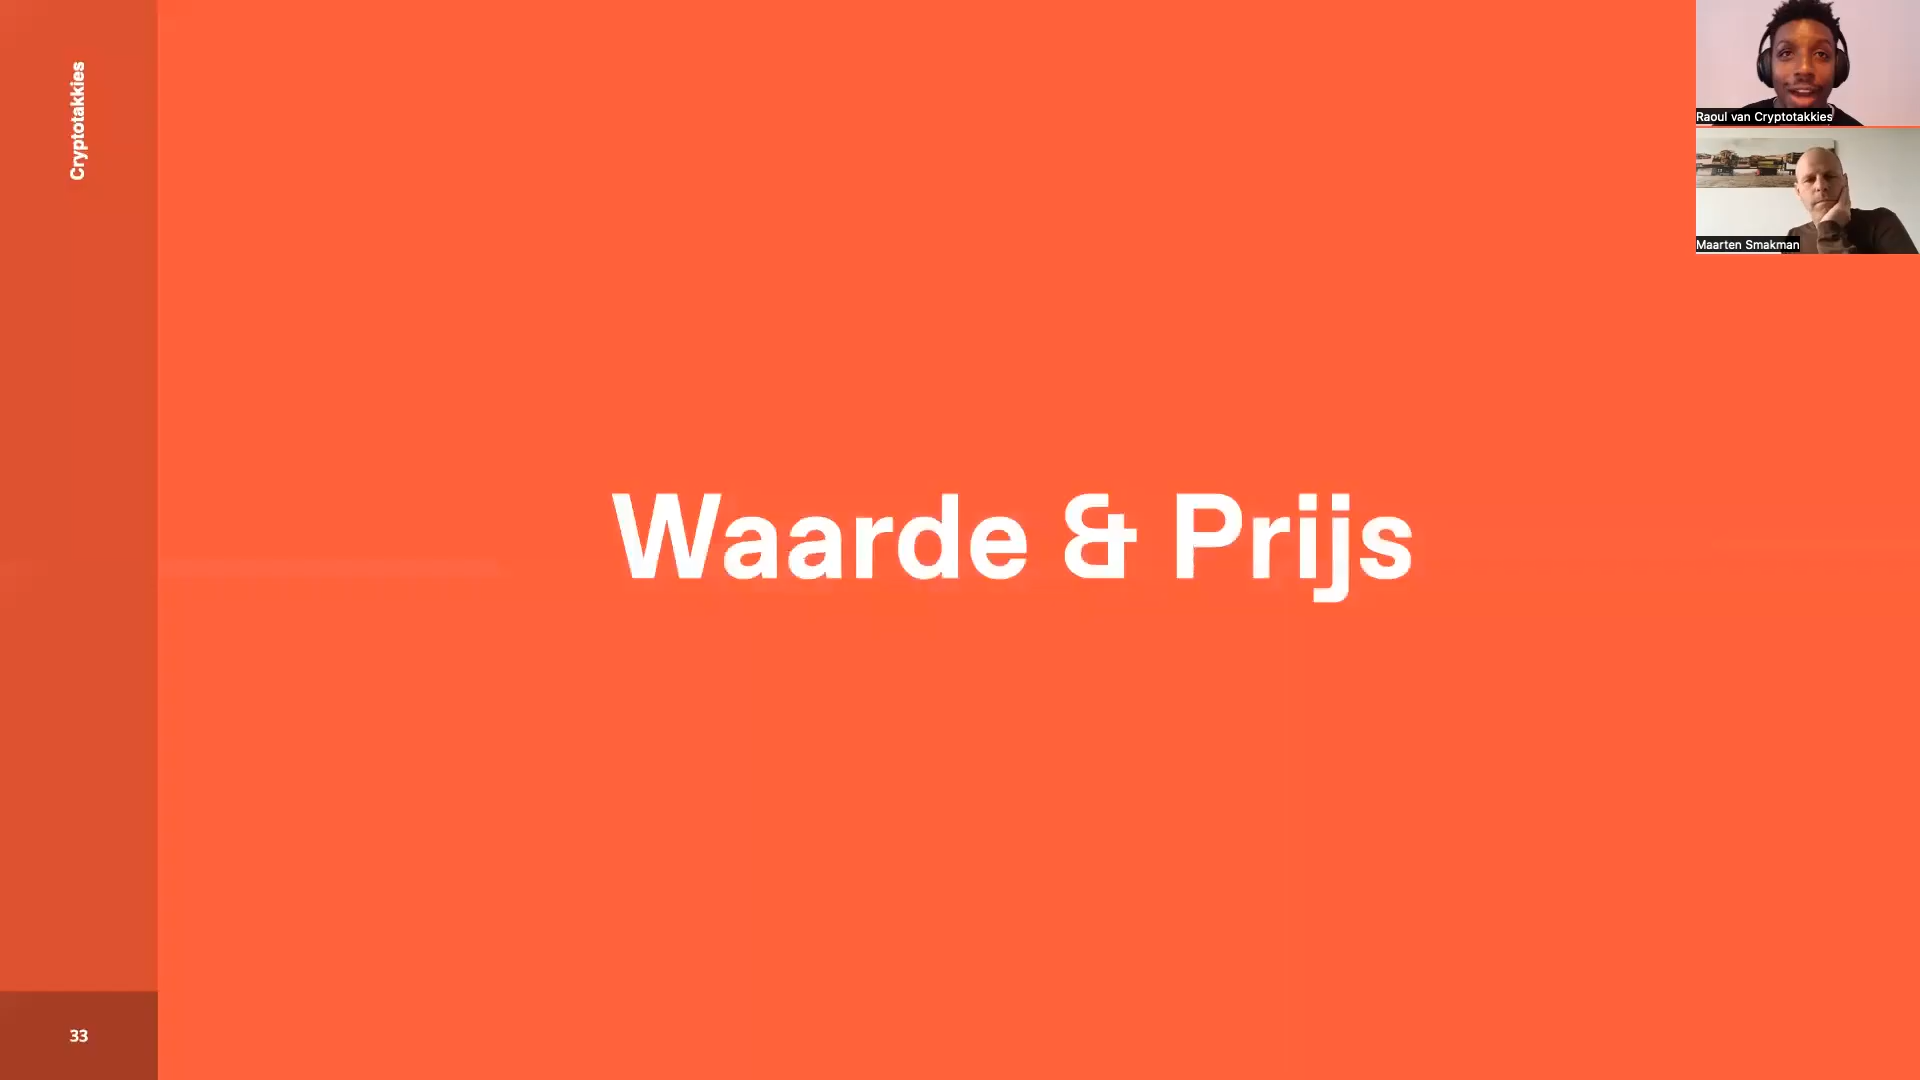 Cryptotakkies
Raoul van Cryptotakkies
Maarten Smakman
Waarde & Prijs
33